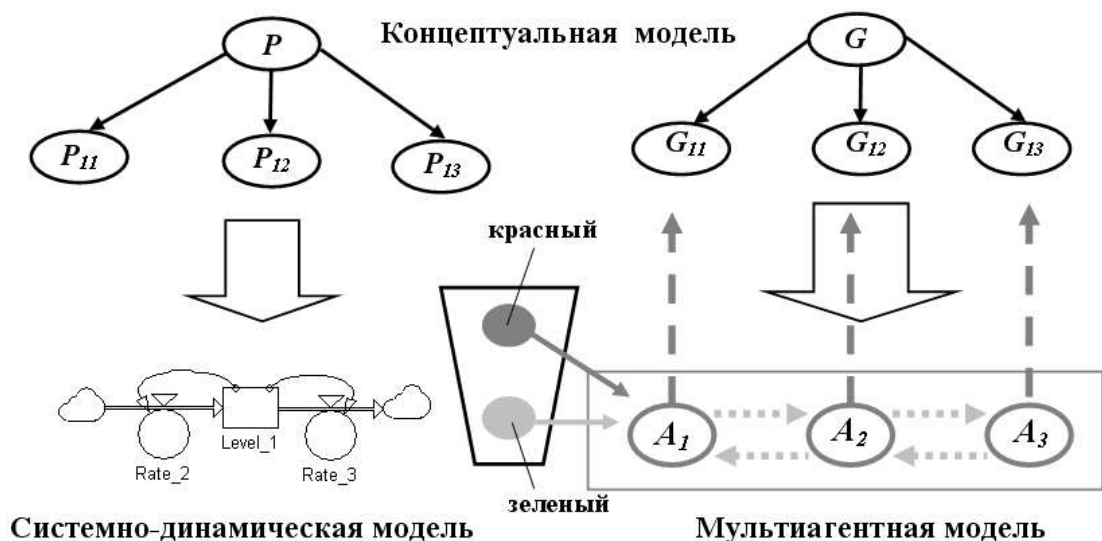 Концептуальная модель
P
G
P11
P12
P13
G11
G12
G13
красный
A1
A2
A3
Level_1
Rate_2
Rate_3
зеленый
Системно-динамическая модель
Мультиагентная модель